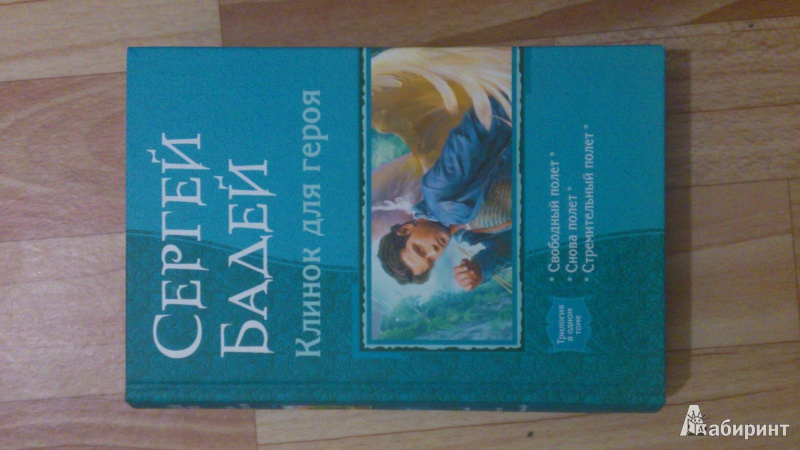 СЕРГЕЙ
БАДЕЙ
Клинок для героя
* Свободный полет *
* Снова полет *
* Стремительный полет *
Трилогия
в одном
томе
Лабиринт